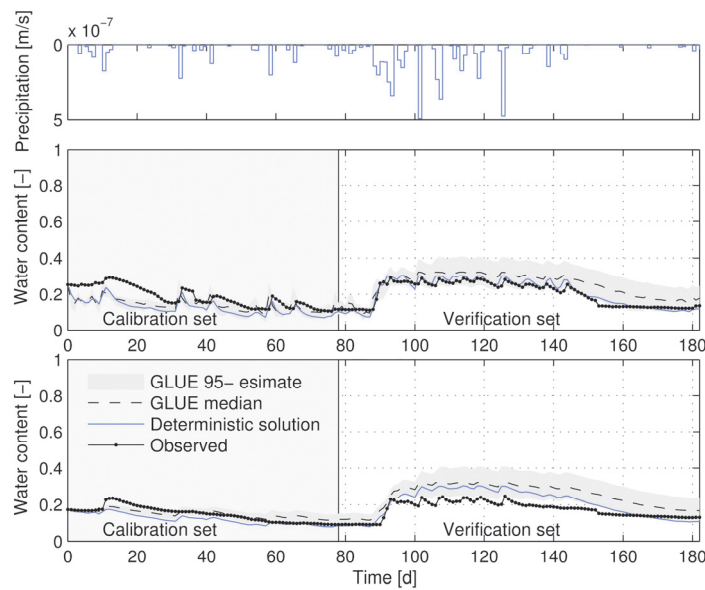 x 10⁻⁷
Precipitation [m/s]
0
5
Water content [-]
1
0.8
0.6
0.4
0.2
0
Calibration set
Verification set
0 20 40 60 80 100 120 140 160 180
Water content [-]
1
0.8
0.6
0.4
0.2
0
GLUE 95- esimate
GLUE median
Deterministic solution
Observed
Calibration set
Verification set
0 20 40 60 80 100 120 140 160 180
Time [d]